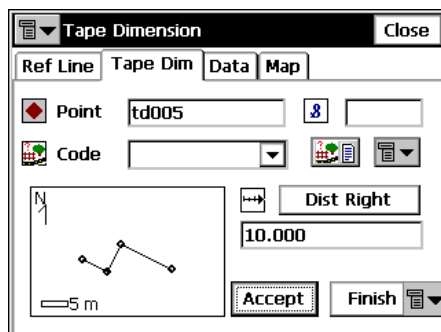 Tape Dimension Close
Ref Line Tape Dim Data Map
Point td005
Code
Dist Right
10.000
N
5 m
Accept Finish